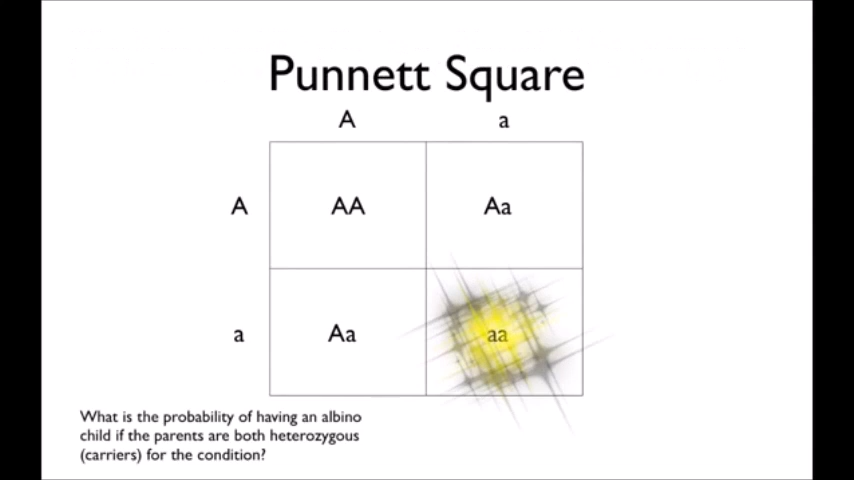 Punnett Square
A a
A AA Aa
a Aa aa
What is the probability of having an albino
child if the parents are both heterozygous
(carriers) for the condition?